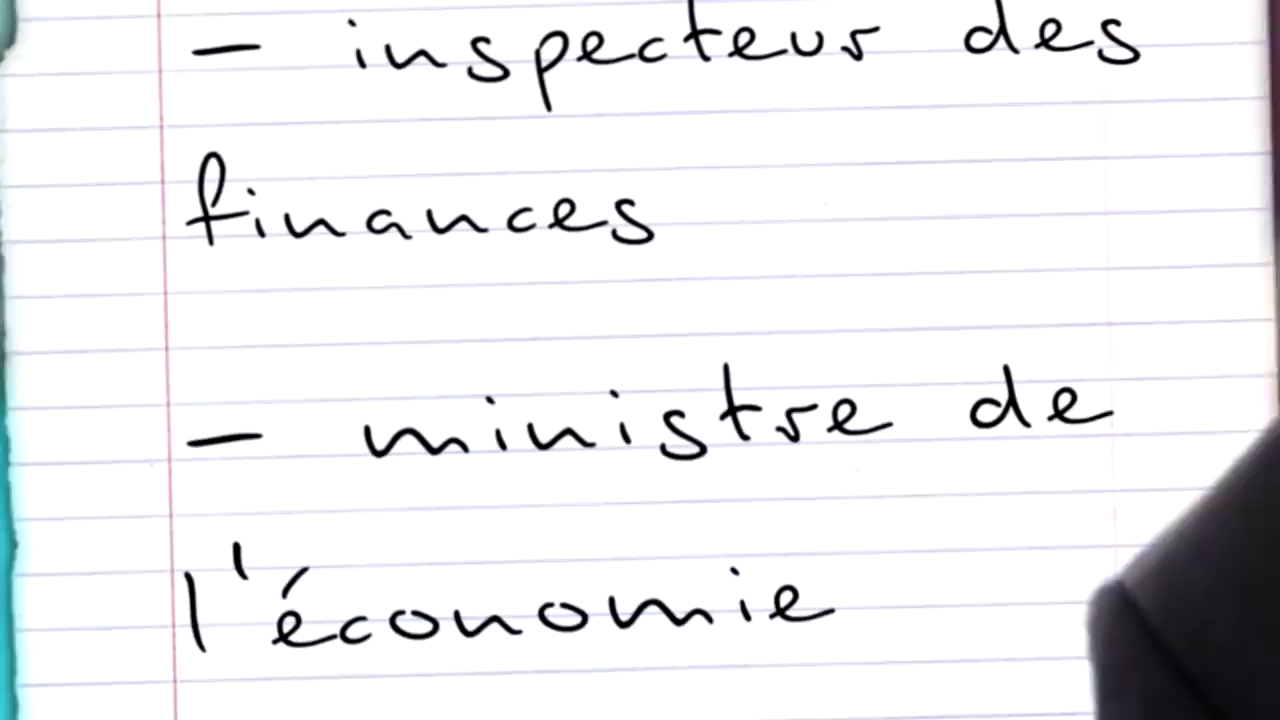 — inspecteur des
finances
— ministre de
l'économie